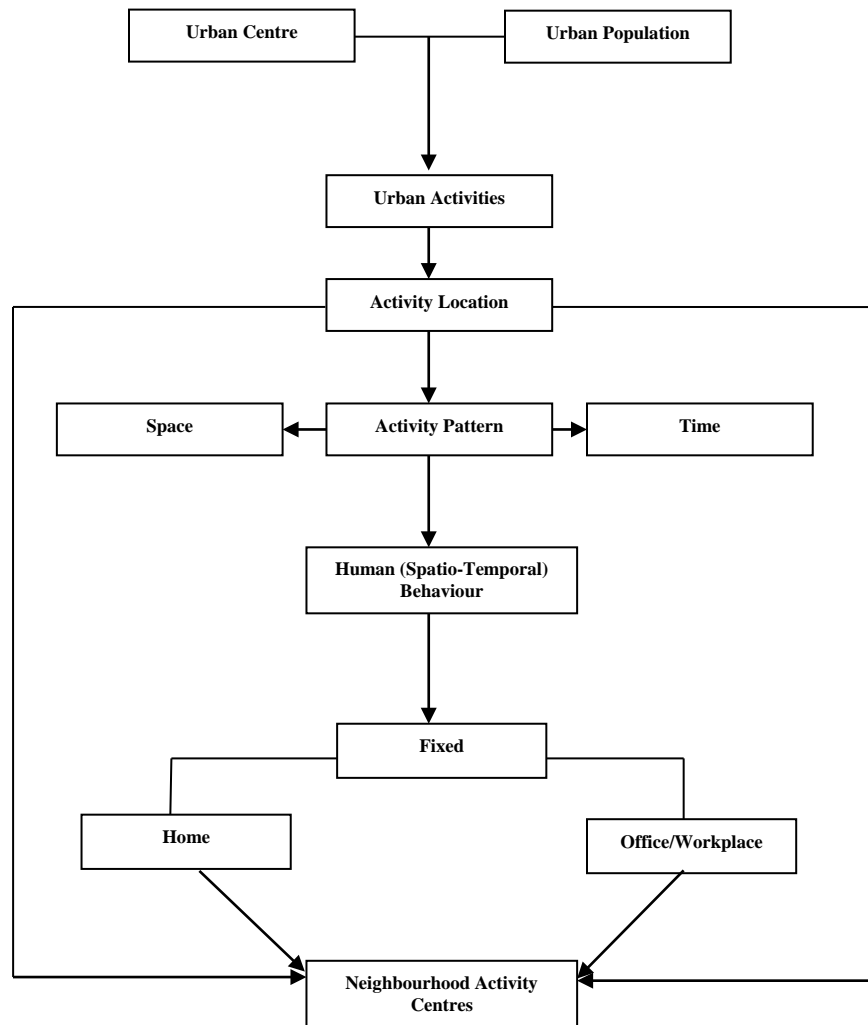 Urban Centre
Urban Population
Urban Activities
Activity Location
Space
Activity Pattern
Time
Human (Spatio-Temporal)
Behaviour
Fixed
Home
Office/Workplace
Neighbourhood Activity
Centres